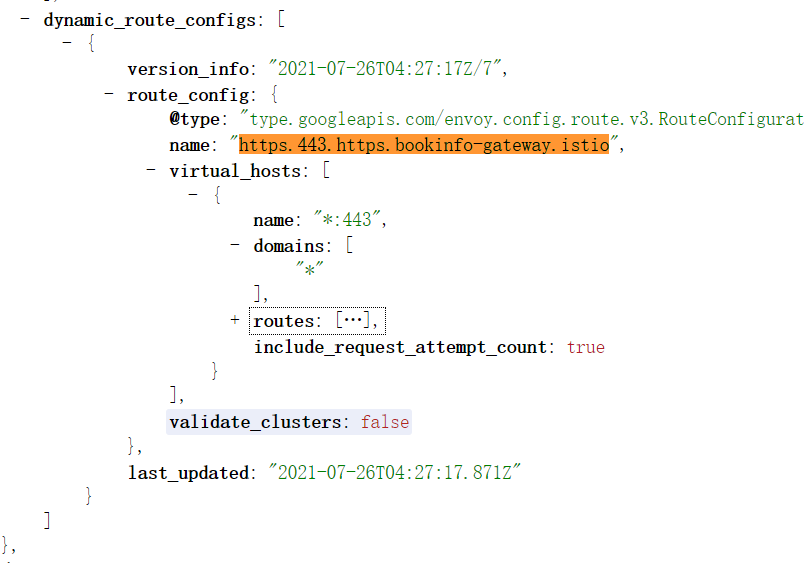 − dynamic_route_configs: [
− {
version_info: "2021-07-26T04:27:17Z/7",
− route_config: {
@type: "type.googleapis.com/envoy.config.route.v3.RouteConfigurat
name: "https.443.https.bookinfo-gateway.istio",
− virtual_hosts: [
− {
name: "*:443",
− domains: [
"*"
],
+ routes: […],
include_request_attempt_count: true
}
],
validate_clusters: false
},
last_updated: "2021-07-26T04:27:17.871Z"
}
]
},